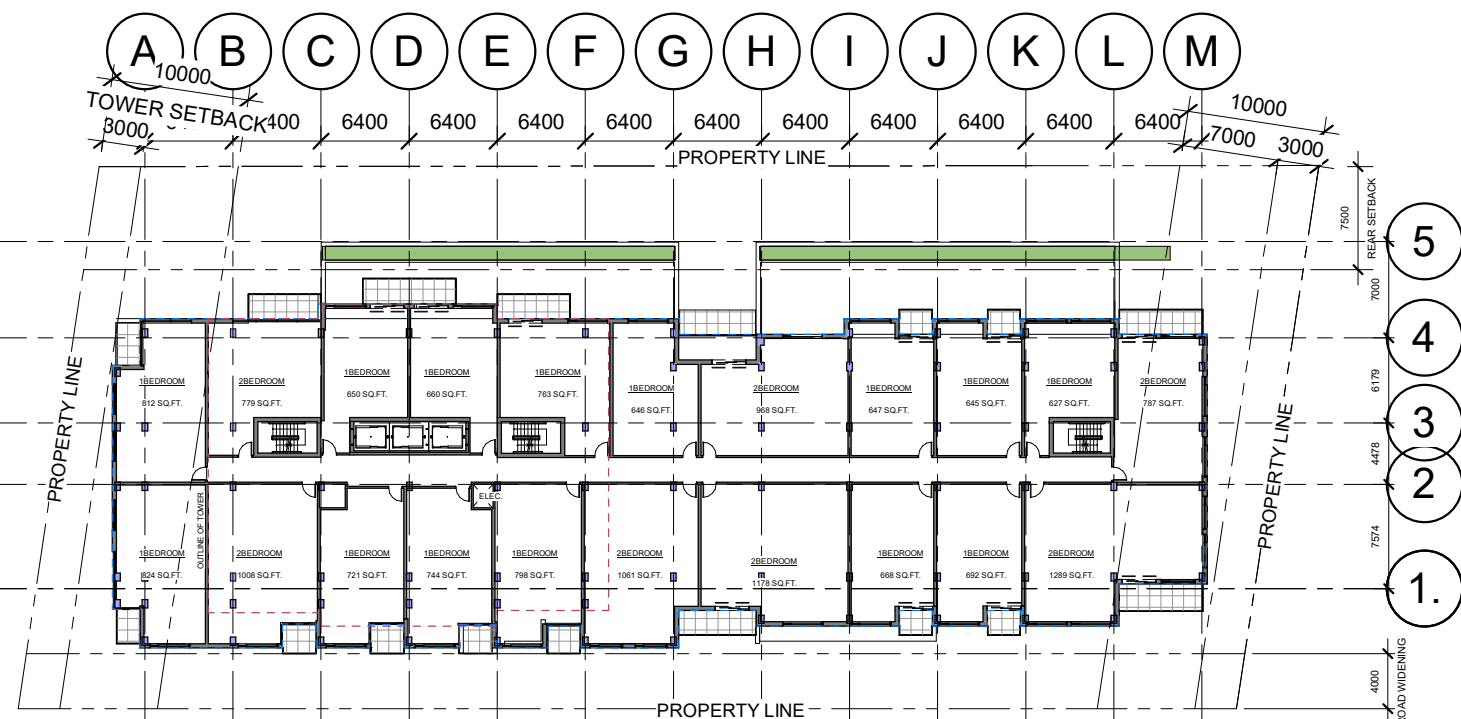 A B C D E F G H I J K L M
10000
TOWER SETBACK
3000
6400 6400 6400 6400 6400 6400 6400 6400 6400 6400
10000
7000 3000
PROPERTY LINE
7500
REAR SETBACK
5
7000
4
6179
3
4478
2
7574
1.
4000
ROAD WIDENING
PROPERTY LINE
PROPERTY LINE
1BEDROOM
812 SQ.FT.
2BEDROOM
779 SQ.FT.
1BEDROOM
650 SQ.FT.
1BEDROOM
660 SQ.FT.
1BEDROOM
763 SQ.FT.
1BEDROOM
646 SQ.FT.
2BEDROOM
968 SQ.FT.
1BEDROOM
647 SQ.FT.
1BEDROOM
645 SQ.FT.
1BEDROOM
627 SQ.FT.
2BEDROOM
787 SQ.FT.
ELEC.
OUTLINE OF TOWER
1BEDROOM
824 SQ.FT.
2BEDROOM
1008 SQ.FT.
1BEDROOM
721 SQ.FT.
1BEDROOM
744 SQ.FT.
1BEDROOM
798 SQ.FT.
2BEDROOM
1061 SQ.FT.
2BEDROOM
1178 SQ.FT.
1BEDROOM
668 SQ.FT.
1BEDROOM
692 SQ.FT.
2BEDROOM
1289 SQ.FT.
PROPERTY LINE